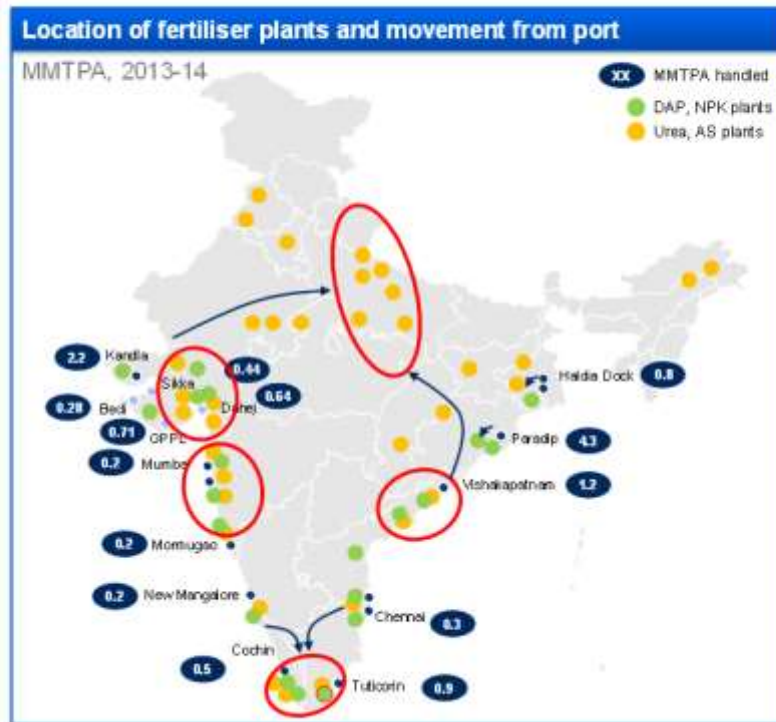 Location of fertiliser plants and movement from port
MMTPA, 2013-14
XX MMTPA handled
DAP, NPK plants
Urea, AS plants
2.2 Kandla
Sikka 0.44
0.28 Bedi
Dahej 0.64
0.71 GPPL
0.2 Mumbai
0.2 Mormugao
0.2 New Mangalore
Cochin
0.5
Haldia Dock 0.8
Paradip 4.3
Vishakapatnam 1.2
Chennai
0.3
Tuticorin 0.9